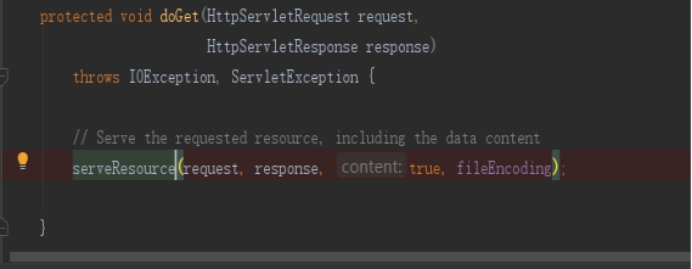 protected void doGet(HttpServletRequest request,
HttpServletResponse response)
throws IOException, ServletException {
// Serve the requested resource, including the data content
serveResource(request, response, content: true, fileEncoding);
}